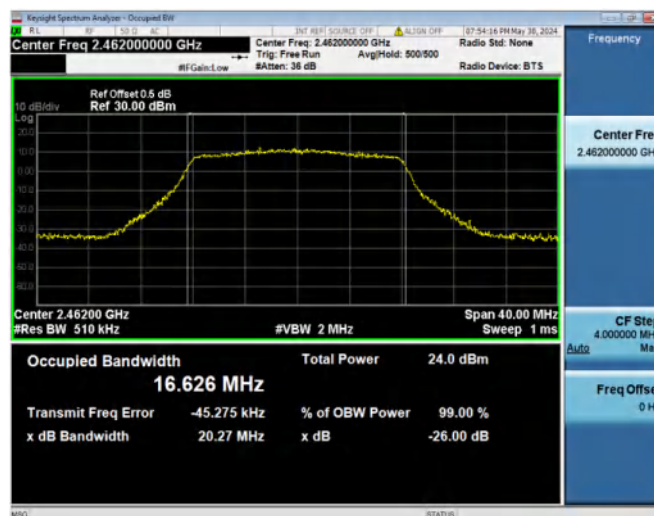 Keysight Spectrum Analyzer - Occupied BW
RL RF 50 Ω AC INT REF SOURCE OFF ALIGN OFF 07:54:16 PM May 30, 2024
Center Freq 2.462000000 GHz
Center Freq: 2.462000000 GHz
Radio Std: None
Trig: Free Run
Avg|Hold: 500/500
#IFGain:Low
#Atten: 36 dB
Radio Device: BTS
Frequency
Ref Offset 0.5 dB
10 dB/div
Ref 30.00 dBm
Log
20.0
10.0
0.00
-10.0
-20.0
-30.0
-40.0
-50.0
-60.0
Center 2.46200 GHz
Span 40.00 MHz
#Res BW 510 kHz
#VBW 2 MHz
Sweep 1 ms
Center Fre
2.462000000 GH
CF Ste
4.000000 MH
Auto Ma
Freq Offse
0 H
Occupied Bandwidth
Total Power 24.0 dBm
16.626 MHz
Transmit Freq Error -45.275 kHz
% of OBW Power 99.00 %
x dB Bandwidth 20.27 MHz
x dB -26.00 dB
MSG
STATUS